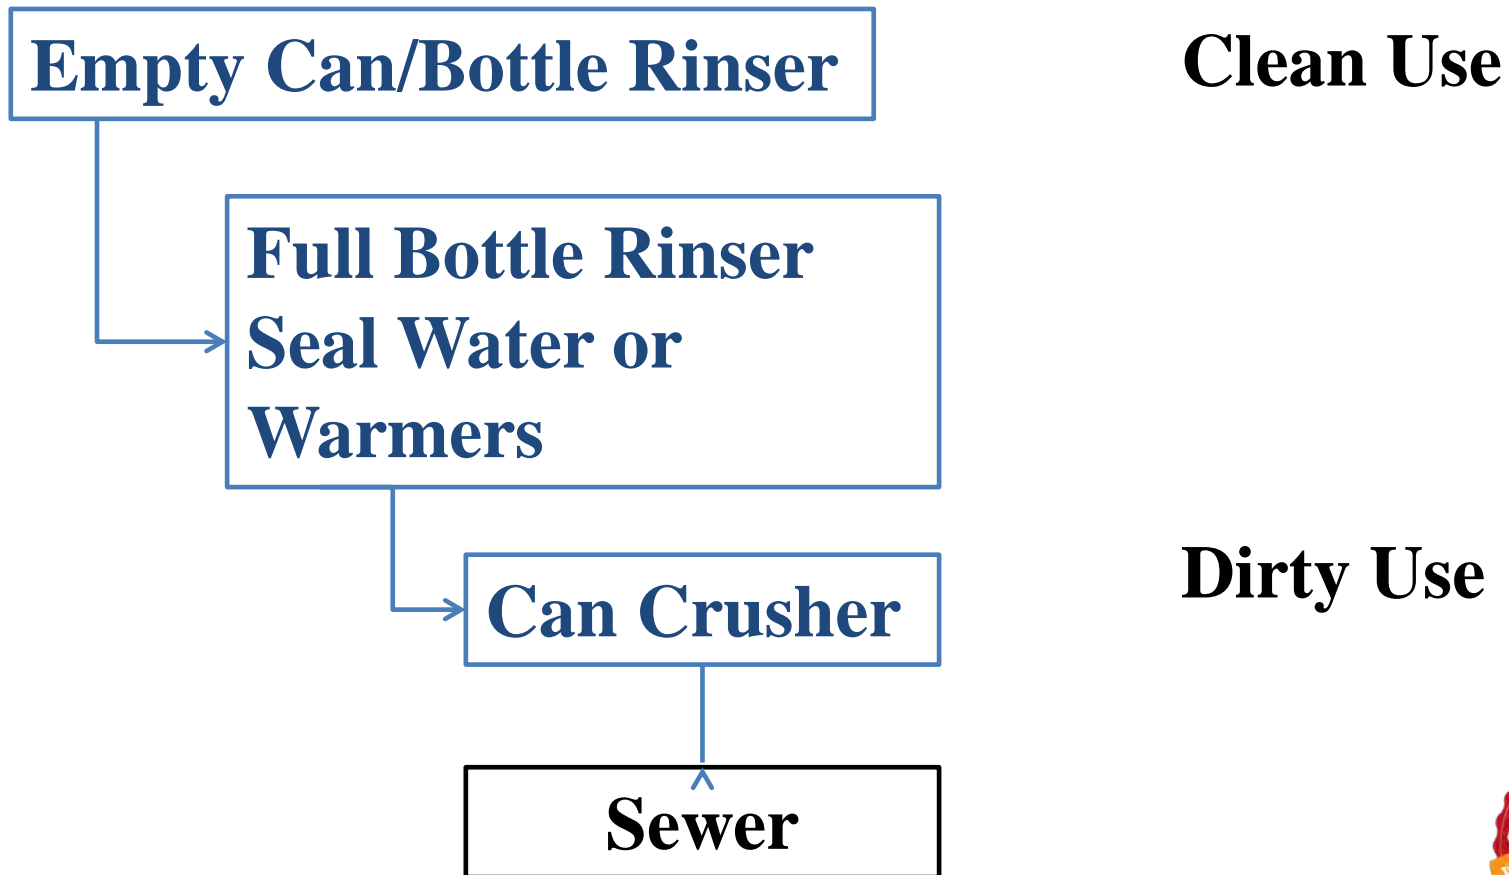 Empty Can/Bottle Rinser
Clean Use
Full Bottle Rinser
Seal Water or
Warmers
Dirty Use
Can Crusher
Sewer